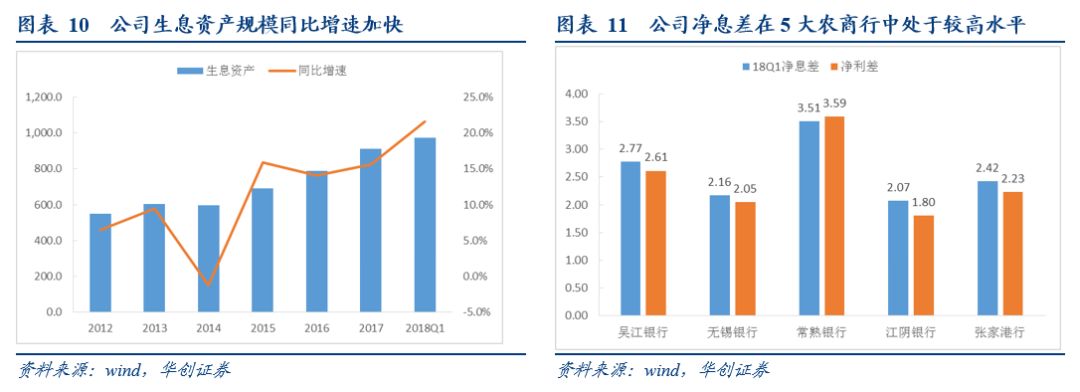 图表 10 公司生息资产规模同比增速加快
生息资产 同比增速
1,200.0
1,000.0
800.0
600.0
400.0
200.0
0.0
25.0%
20.0%
15.0%
10.0%
5.0%
0.0%
-5.0%
2012 2013 2014 2015 2016 2017 2018Q1
资料来源：wind，华创证券
图表 11 公司净息差在 5 大农商行中处于较高水平
18Q1净息差 净利差
4.00
3.50
3.00
2.50
2.00
1.50
1.00
0.50
0.00
2.77 2.61 2.16 2.05 3.51 3.59 2.07 1.80 2.42 2.23
吴江银行 无锡银行 常熟银行 江阴银行 张家港行
资料来源：wind，华创证券